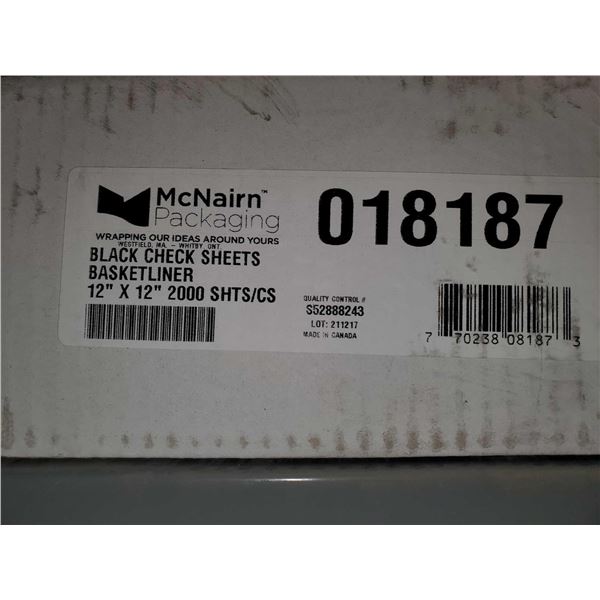 McNairn™
Packaging
WRAPPING OUR IDEAS AROUND YOURS
WESTFIELD, MA. - WHITBY, ONT.
BLACK CHECK SHEETS
BASKETLINER
12" X 12" 2000 SHTS/CS
018187
QUALITY CONTROL #
S52888243
LOT: 211217
MADE IN CANADA
7 70238 08187 3